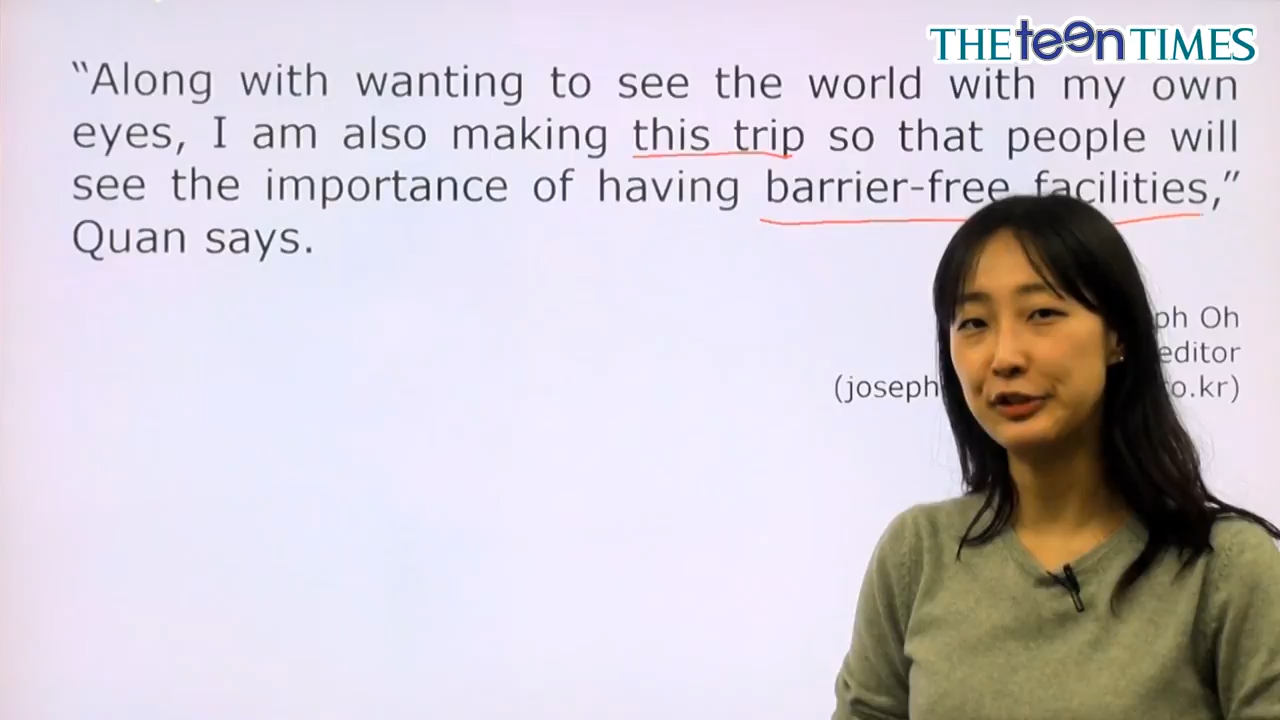 THE teen TIMES
“Along with wanting to see the world with my own
eyes, I am also making this trip so that people will
see the importance of having barrier-free facilities,”
Quan says.
Oh
editor